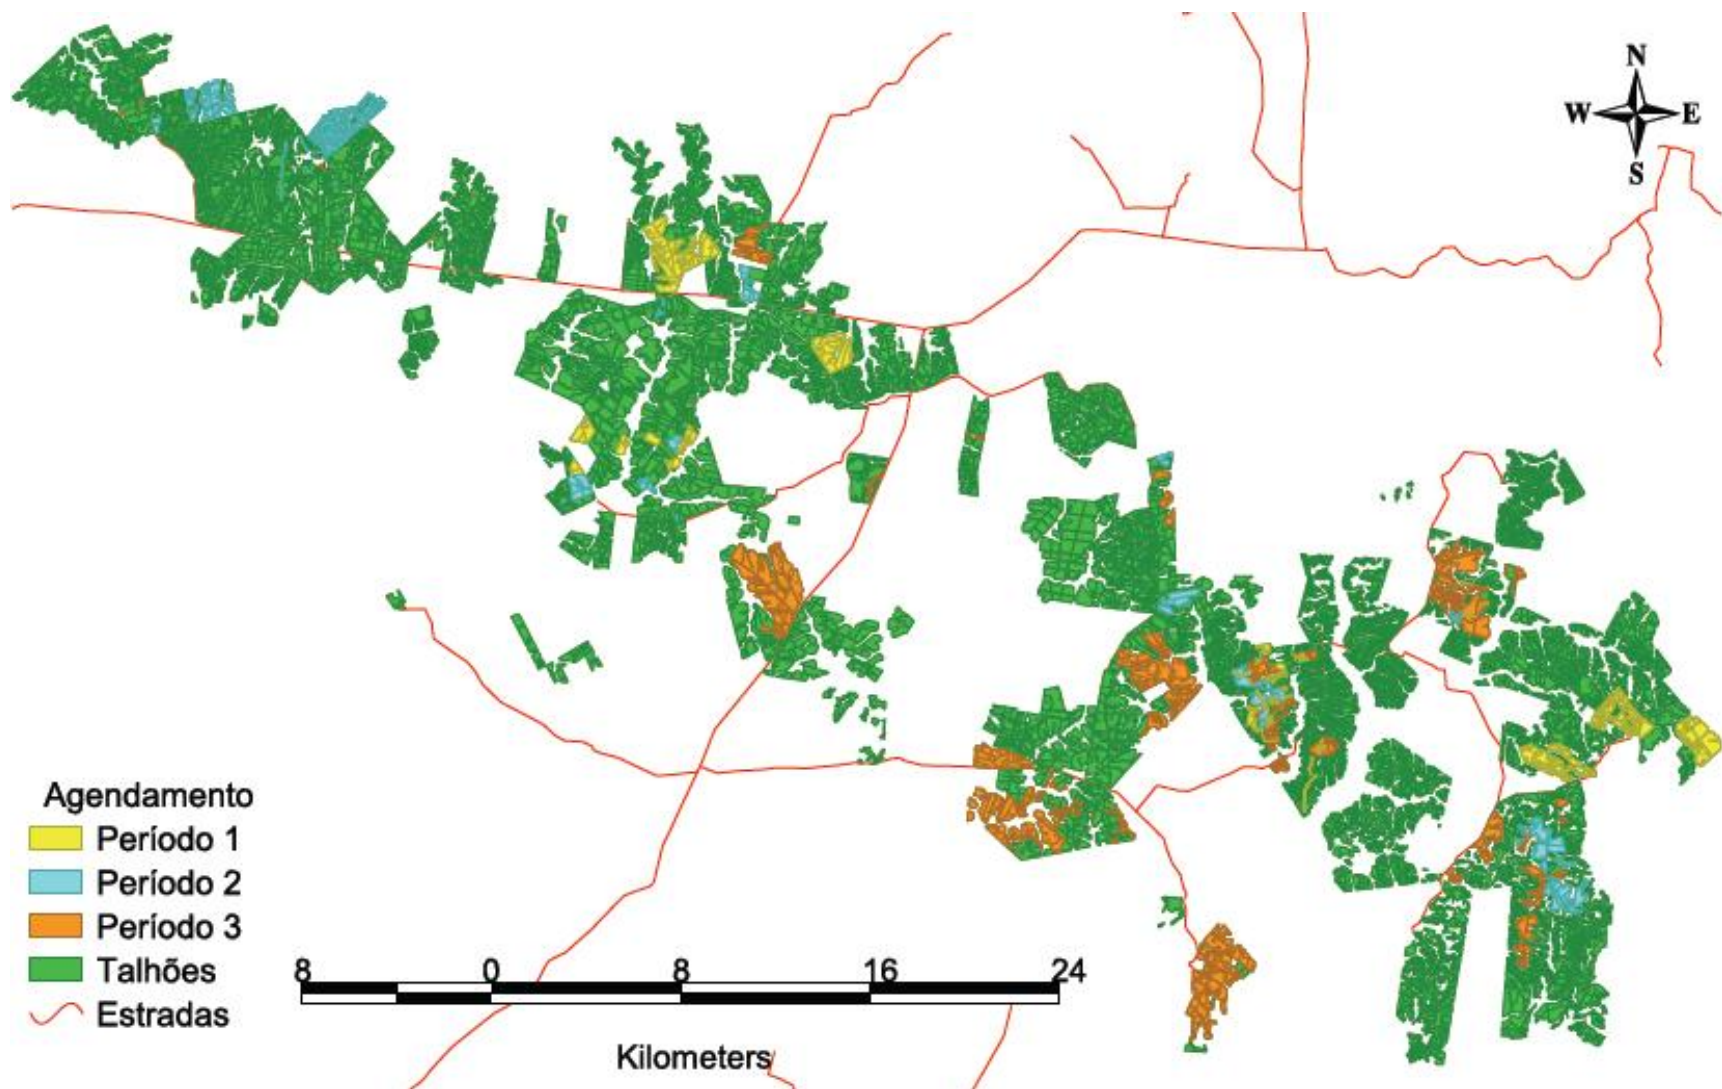 N
W E
S
Agendamento
Período 1
Período 2
Período 3
Talhões
Estradas
8 0 8 16 24
Kilometers